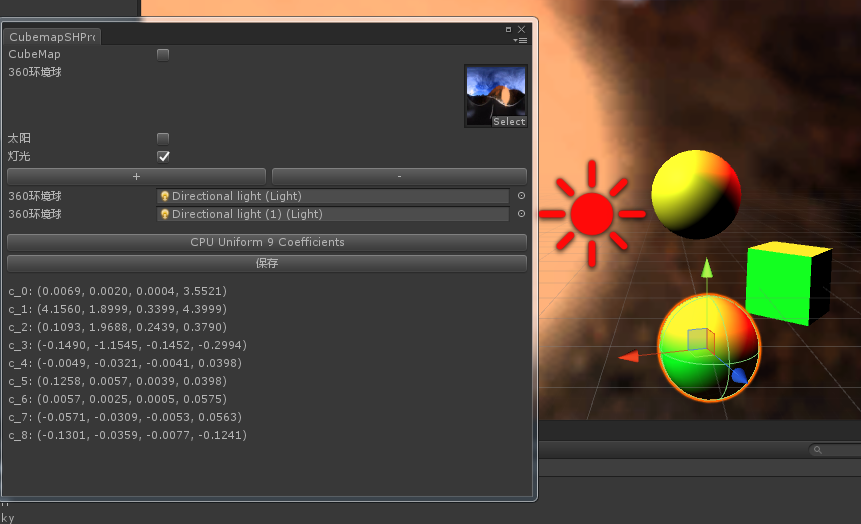 CubemapSHPr
CubeMap
360环境球
Select
太阳
灯光
+
-
360环境球 Directional light (Light)
360环境球 Directional light (1) (Light)
CPU Uniform 9 Coefficients
保存
c_0: (0.0069, 0.0020, 0.0004, 3.5521)
c_1: (4.1560, 1.8999, 0.3399, 4.3999)
c_2: (0.1093, 1.9688, 0.2439, 0.3790)
c_3: (-0.1490, -1.1545, -0.1452, -0.2994)
c_4: (-0.0049, -0.0321, -0.0041, 0.0398)
c_5: (0.1258, 0.0057, 0.0039, 0.0398)
c_6: (0.0057, 0.0025, 0.0005, 0.0575)
c_7: (-0.0571, -0.0309, -0.0053, 0.0563)
c_8: (-0.1301, -0.0359, -0.0077, -0.1241)
ky